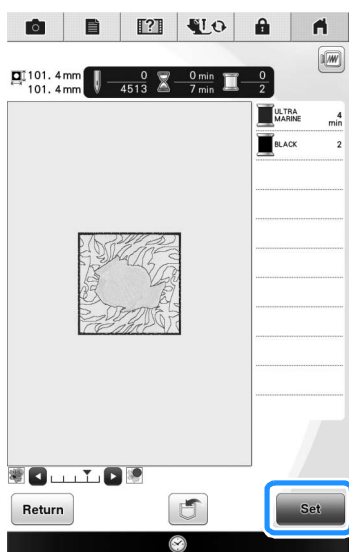 101.4 mm
101.4 mm
0
4513
0 min
7 min
0
2
ULTRA
MARINE
4
min
BLACK
2
Return
Set